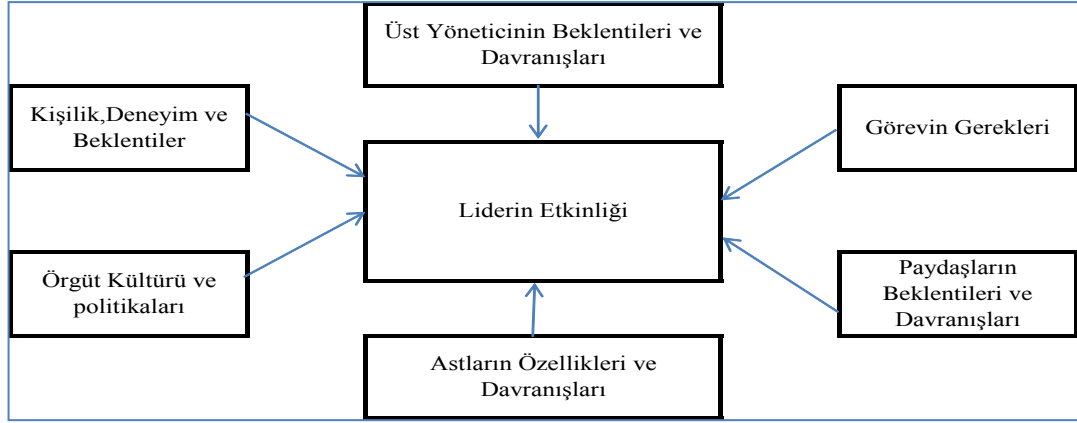 Üst Yöneticinin Beklentileri ve
Davranışları
Kişilik,Deneyim ve
Beklentiler
Görevin Gerekleri
Liderin Etkinliği
Örgüt Kültürü ve
politikaları
Paydaşların
Beklentileri ve
Davranışları
Astların Özellikleri ve
Davranışları